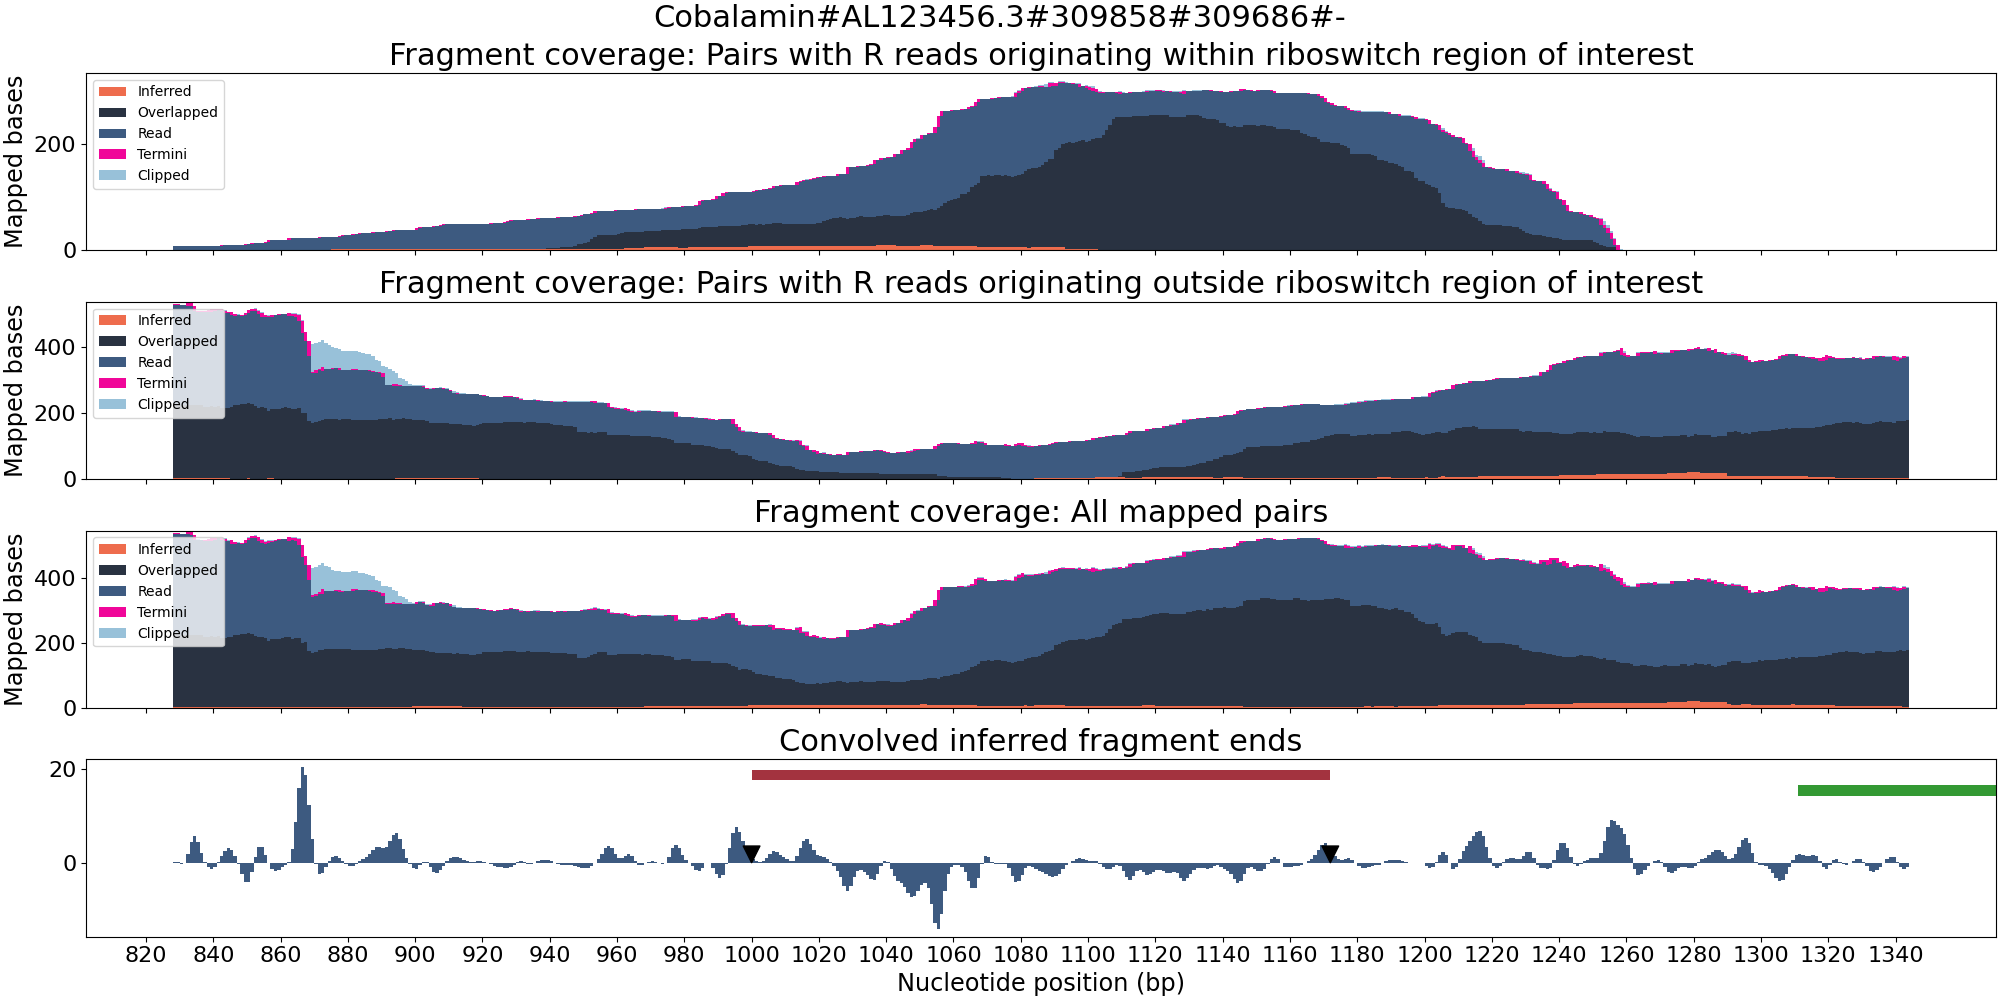 Cobalamin#AL123456.3#309858#309686#-
Fragment coverage: Pairs with R reads originating within riboswitch region of interest
Mapped bases
200
0
Inferred
Overlapped
Read
Termini
Clipped
Fragment coverage: Pairs with R reads originating outside riboswitch region of interest
Mapped bases
400
200
0
Inferred
Overlapped
Read
Termini
Clipped
Fragment coverage: All mapped pairs
Mapped bases
400
200
0
Inferred
Overlapped
Read
Termini
Clipped
Convolved inferred fragment ends
20
0
820 840 860 880 900 920 940 960 980 1000 1020 1040 1060 1080 1100 1120 1140 1160 1180 1200 1220 1240 1260 1280 1300 1320 1340
Nucleotide position (bp)